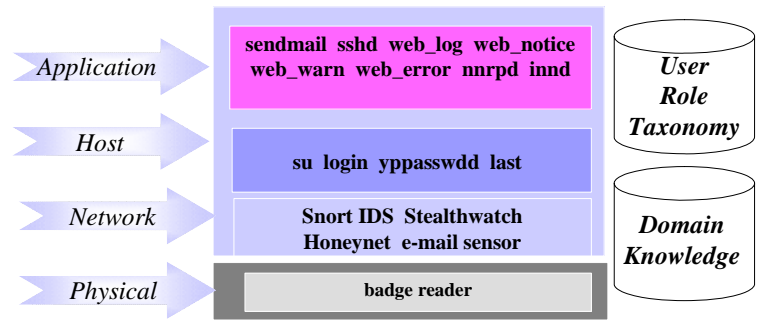 Application
sendmail sshd web_log web_notice
web_warn web_error nnrpd innd
Host
su login yppasswdd last
Network
Snort IDS Stealthwatch
Honeynet e-mail sensor
Physical
badge reader
User
Role
Taxonomy
Domain
Knowledge